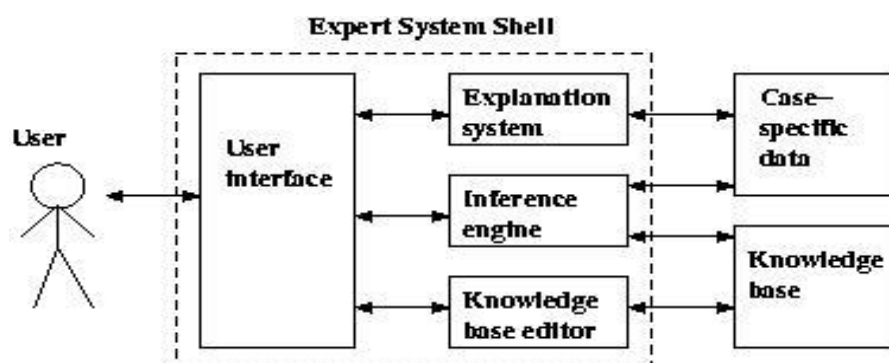 Expert System Shell
User
User
interface
Explanation
system
Inference
engine
Knowledge
base editor
Case–
specific
data
Knowledge
base